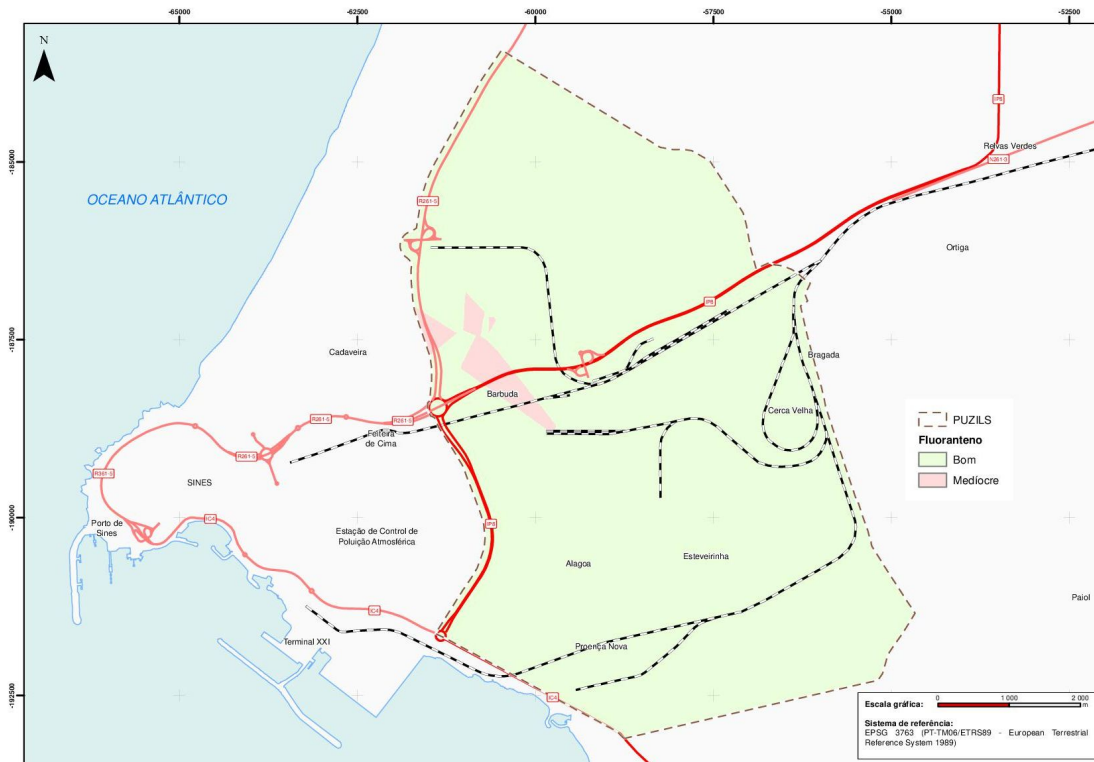 -65000
-62500
-60000
-57500
-55000
-52500
N
-185000
-187500
-190000
-192500
OCEANO ATLÂNTICO
IP8
Relvas Verdes
N261-3
R261-5
Ortiga
IP8
Cadaveira
Bragada
Barbuda
Cerca Velha
R261-5
R261-5
Feiteira
de Cima
R261-5
R261-5
SINES
PUZILS
Fluoranteno
Bom
Medíocre
Porto de
Sines
IC4
Estação de Control de
Poluição Atmosférica
IP8
Alagoa
Esteveirinha
Paiol
IC4
Terminal XXI
Proença Nova
IC4
Escala gráfica:
0
1 000
2 000
m
Sistema de referência:
EPSG 3763 (PT-TM06/ETRS89 - European Terrestrial
Reference System 1989)